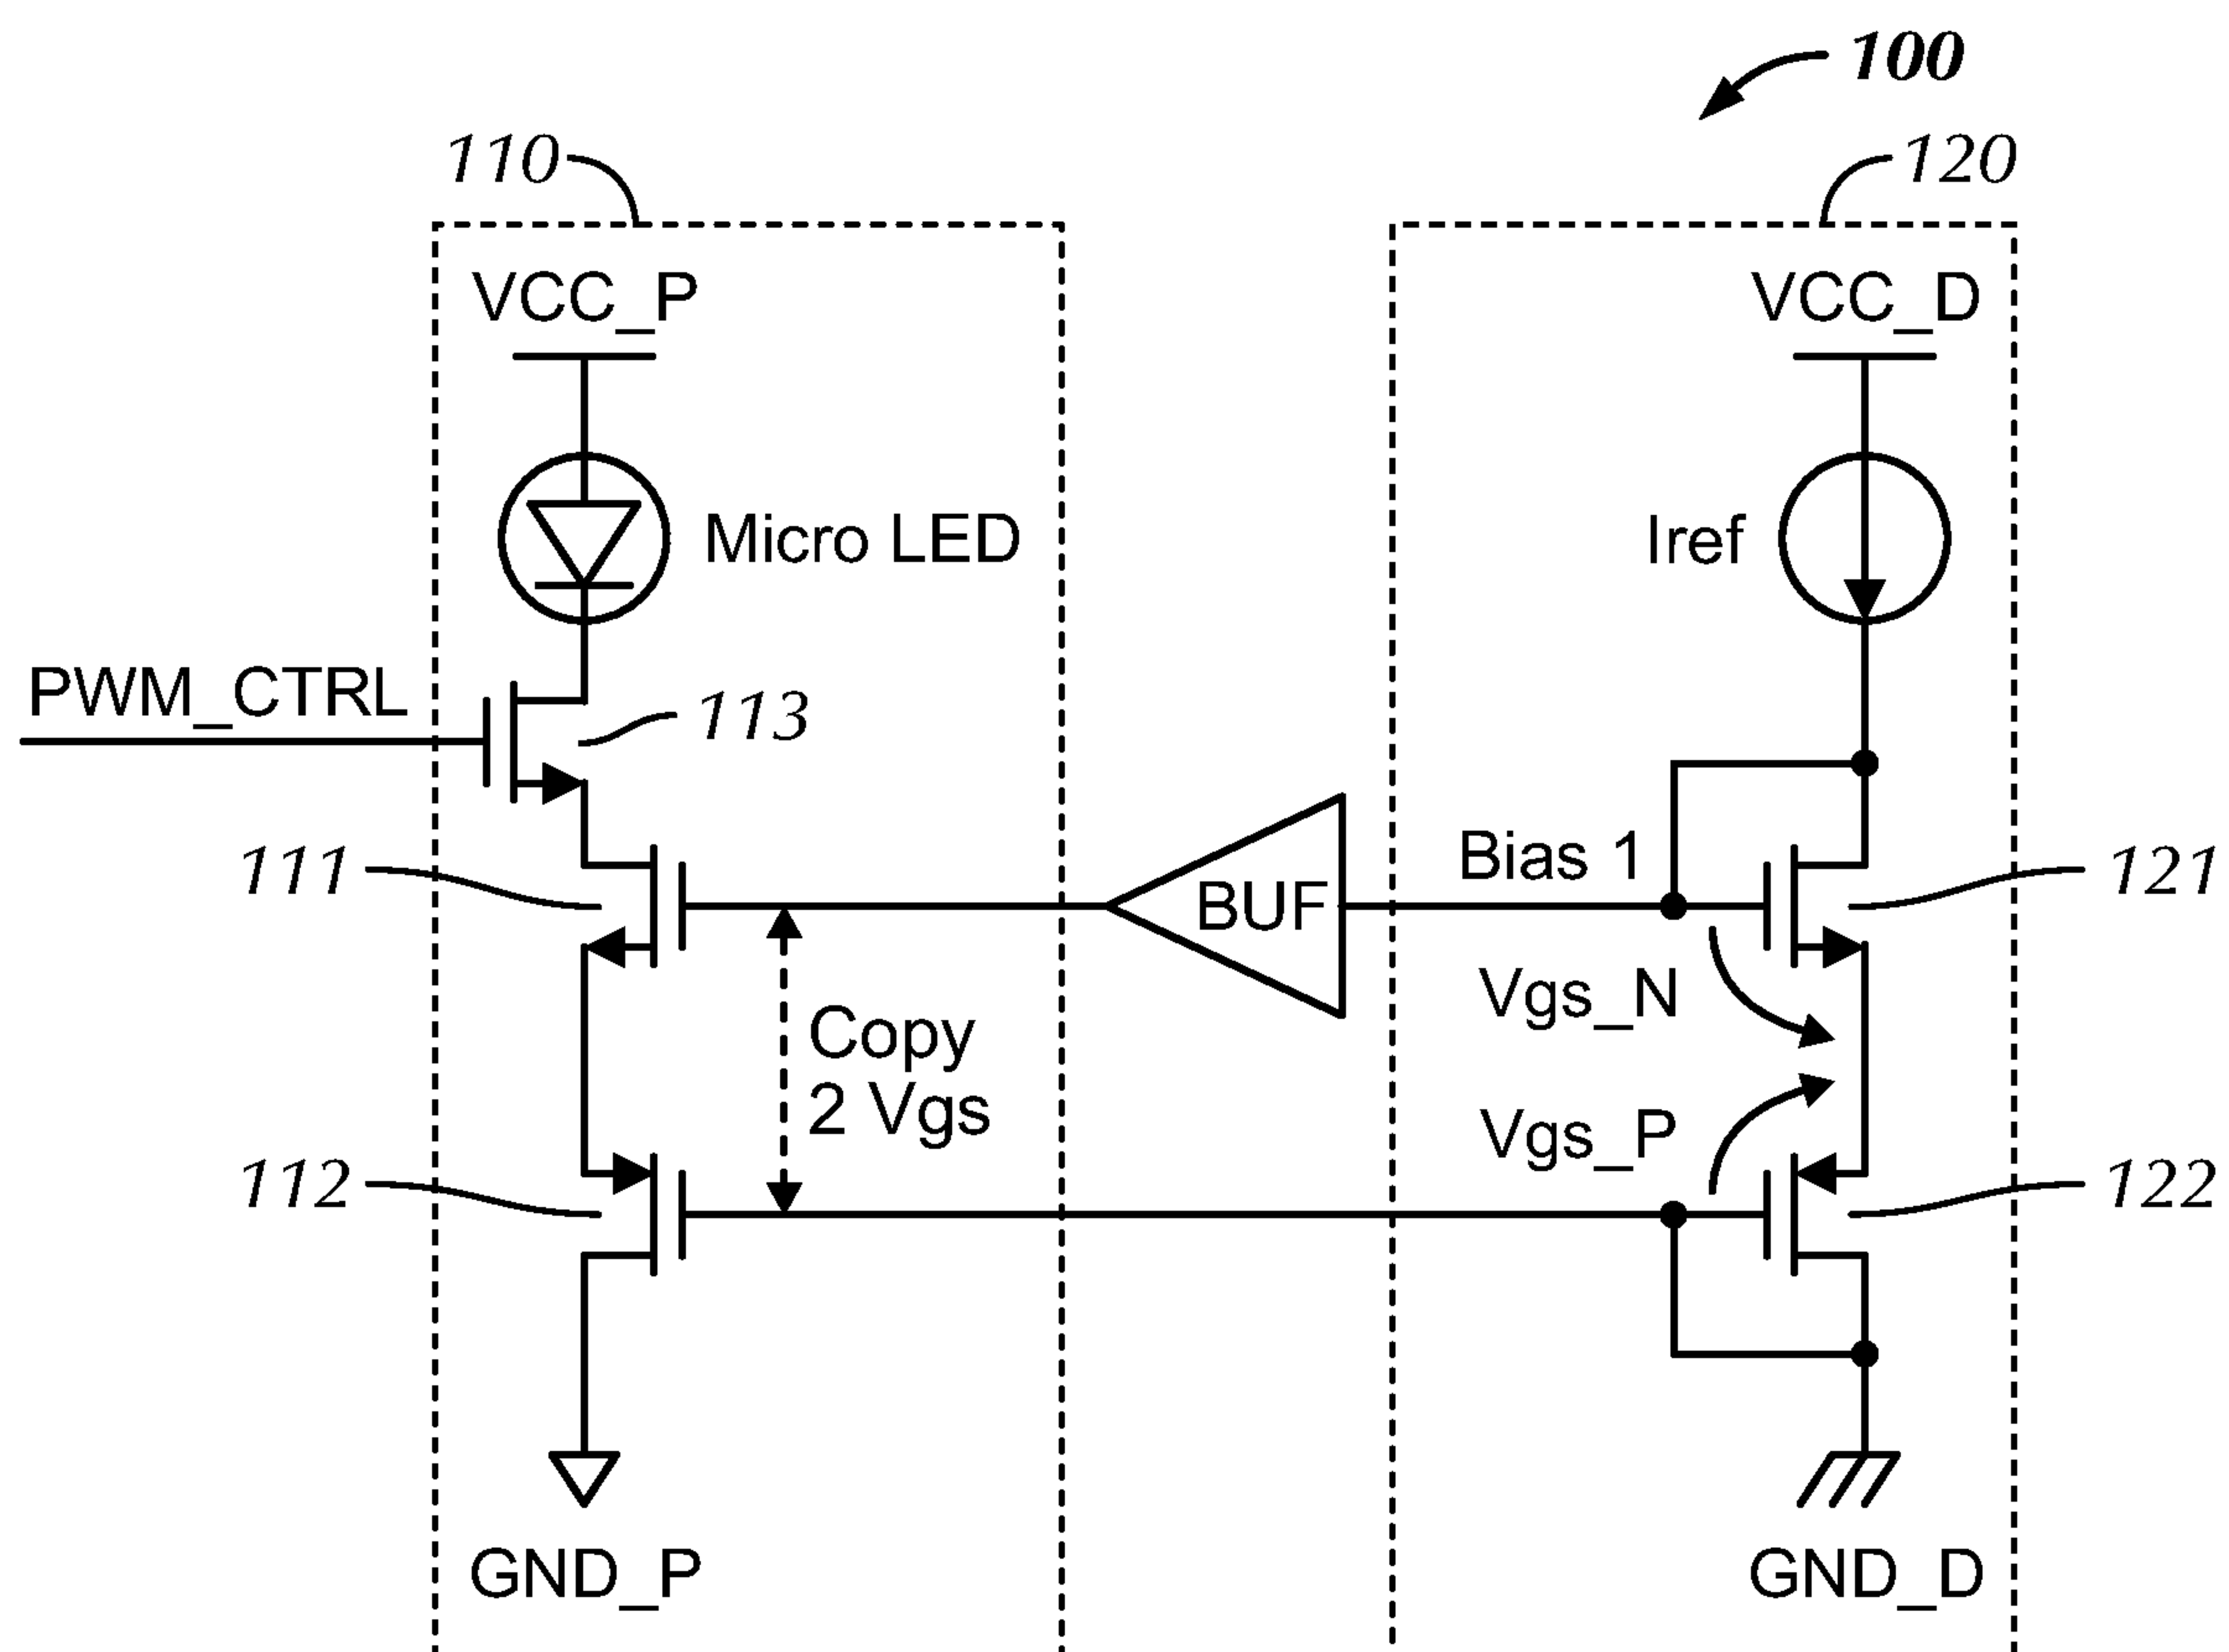 100
110
120
VCC_P
VCC_D
Micro LED
Iref
PWM_CTRL
113
111
BUF
Bias 1
121
Vgs_N
Copy
2 Vgs
Vgs_P
112
122
GND_P
GND_D